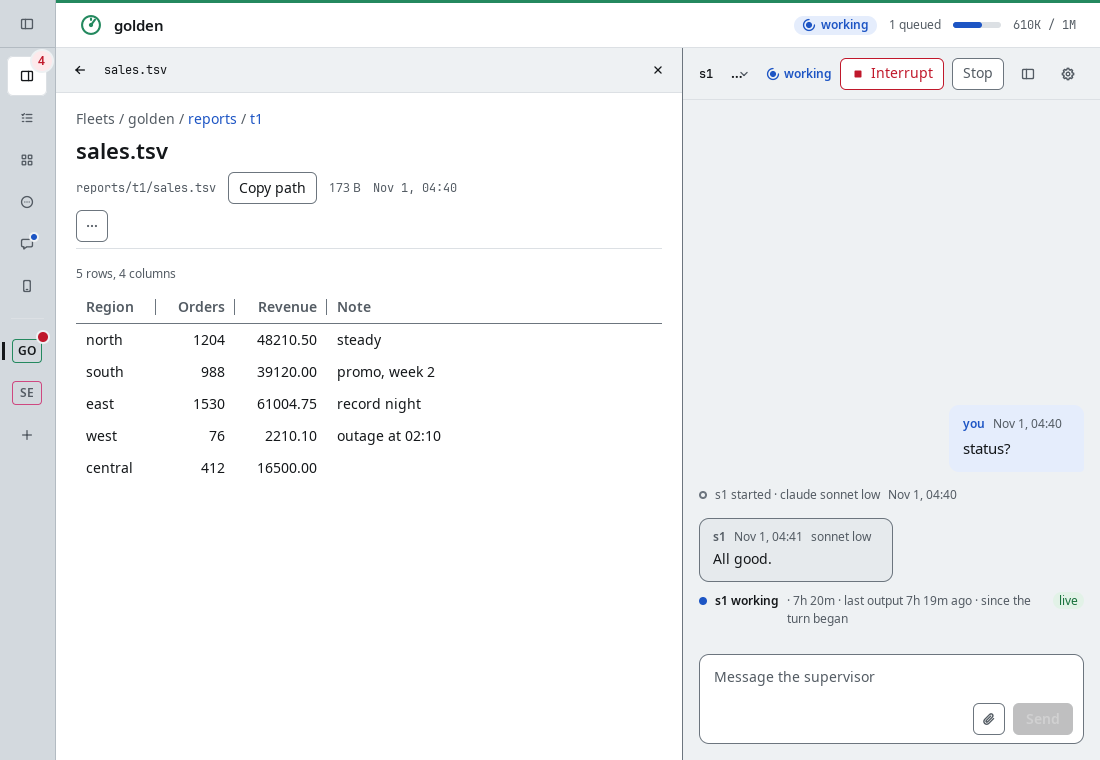 golden
working
1 queued
610K / 1M
4
GO
SE
sales.tsv
Fleets / golden / reports / t1
sales.tsv
reports/t1/sales.tsv
Copy path
173 B
Nov 1, 04:40
...
5 rows, 4 columns
Region Orders Revenue Note
north 1204 48210.50 steady
south 988 39120.00 promo, week 2
east 1530 61004.75 record night
west 76 2210.10 outage at 02:10
central 412 16500.00
s1 ... working Interrupt Stop
you Nov 1, 04:40
status?
s1 started · claude sonnet low Nov 1, 04:40
s1 Nov 1, 04:41 sonnet low
All good.
s1 working · 7h 20m · last output 7h 19m ago · since the live
turn began
Message the supervisor
Send